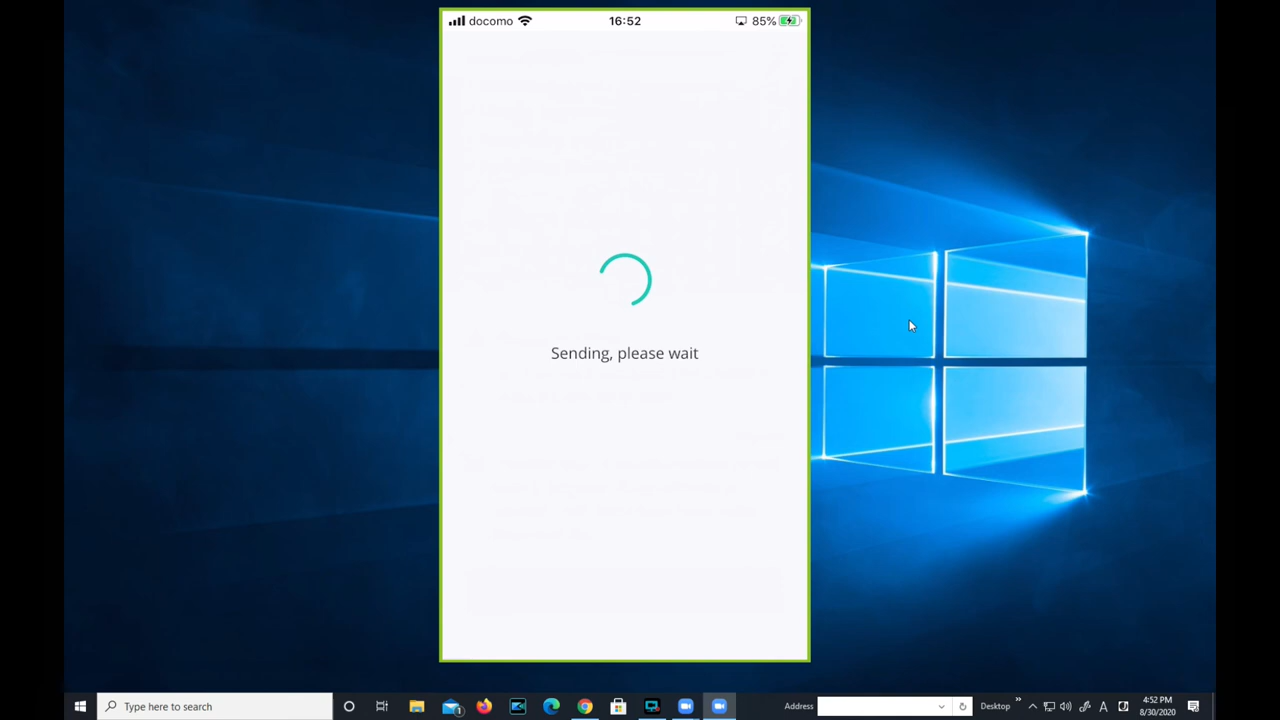 docomo 16:52 85%
Sending, please wait
Type here to search
1
Address
Desktop
A
4:52 PM
8/30/2020